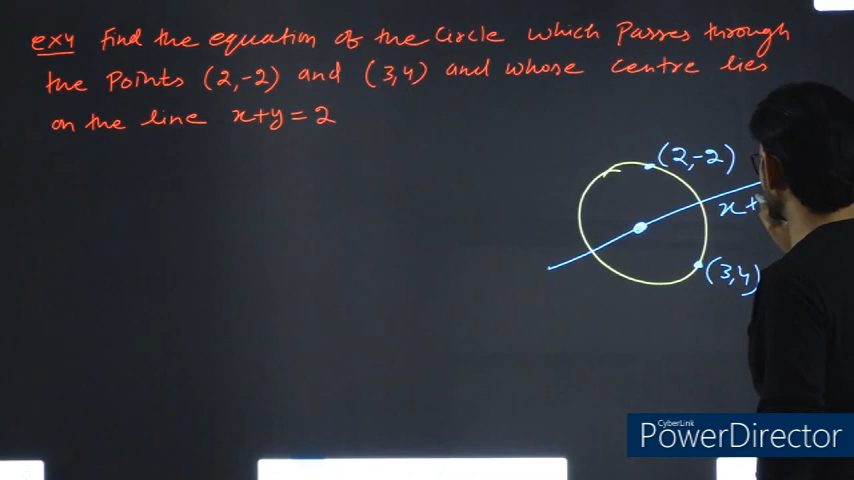 ex4 find the equation of the Circle which Passes through
the Points (2,-2) and (3,4) and whose centre lies
on the line x+y=2
(2,-2)
x+
(3,4)
CyberLink
PowerDirector